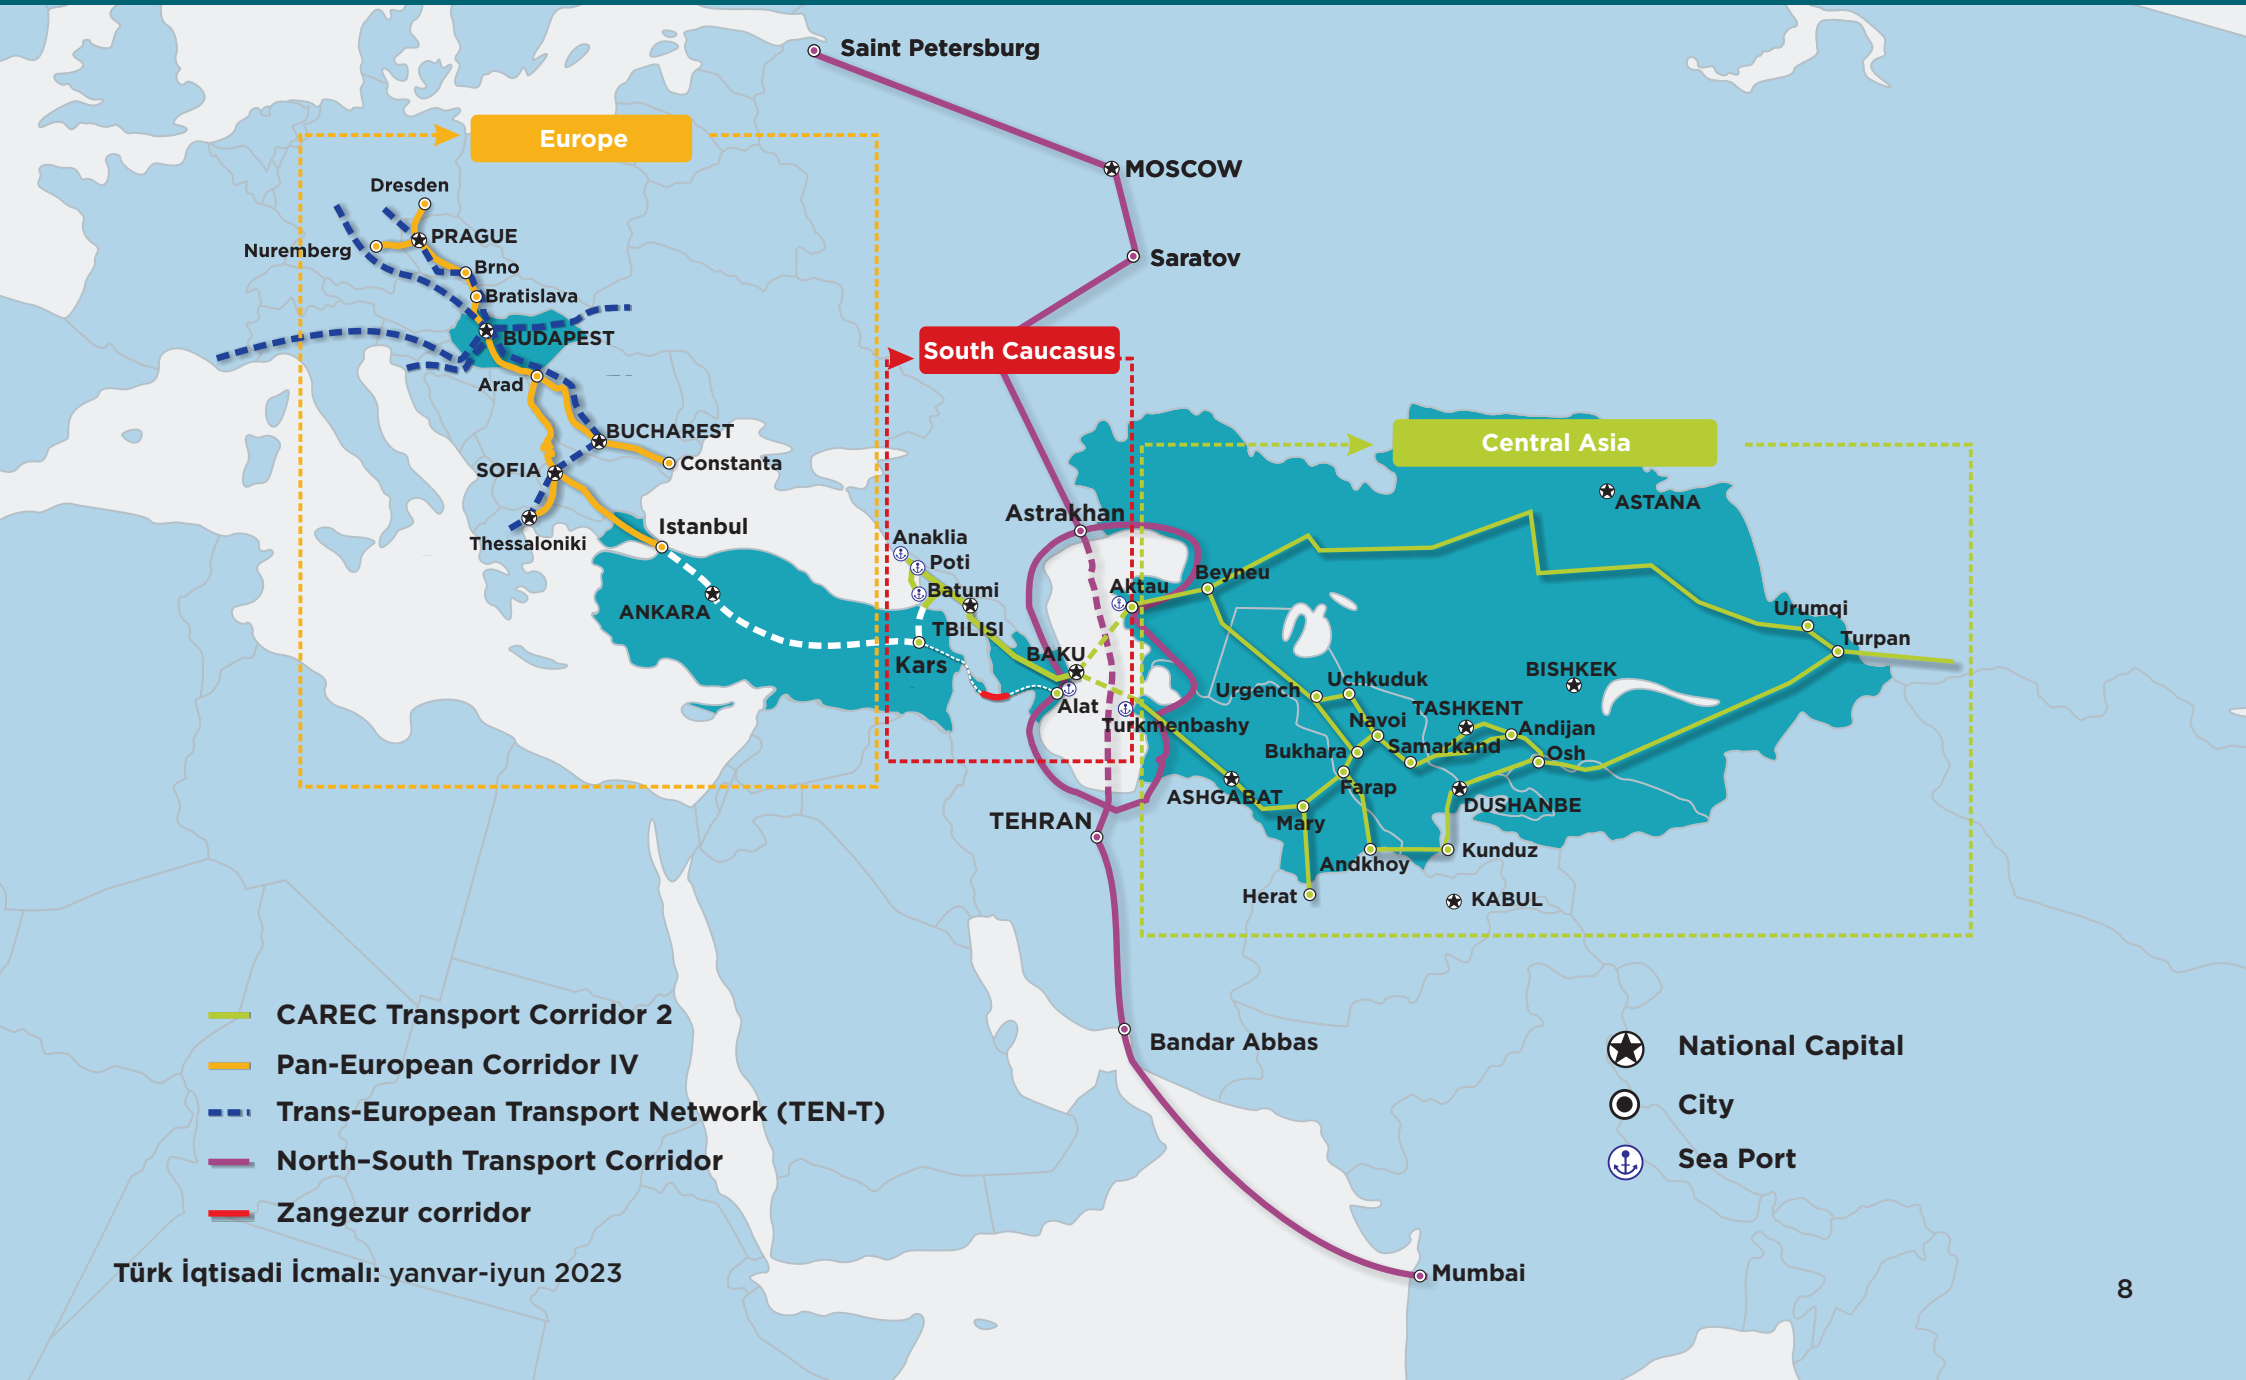 Saint Petersburg
MOSCOW
Saratov
Europe
Dresden
PRAGUE
Nuremberg
Brno
Bratislava
BUDAPEST
Arad
BUCHAREST
Constanta
SOFIA
Thessaloniki
Istanbul
ANKARA
South Caucasus
Astrakhan
Anaklia
Poti
Batumi
TBILISI
Kars
BAKU
Alat
Aktau
Turkmenbashy
Central Asia
ASTANA
Beyneu
Urumqi
Turpan
BISHKEK
Urgench
Uchkuduk
TASHKENT
Navoi
Andijan
Bukhara
Samarkand
Osh
Farap
ASHGABAT
DUSHANBE
Mary
Andkhoy
Kunduz
Herat
KABUL
TEHRAN
Bandar Abbas
Mumbai
CAREC Transport Corridor 2
Pan-European Corridor IV
Trans-European Transport Network (TEN-T)
North–South Transport Corridor
Zangezur corridor
National Capital
City
Sea Port
Türk İqtisadi İcmalı: yanvar-iyun 2023
8